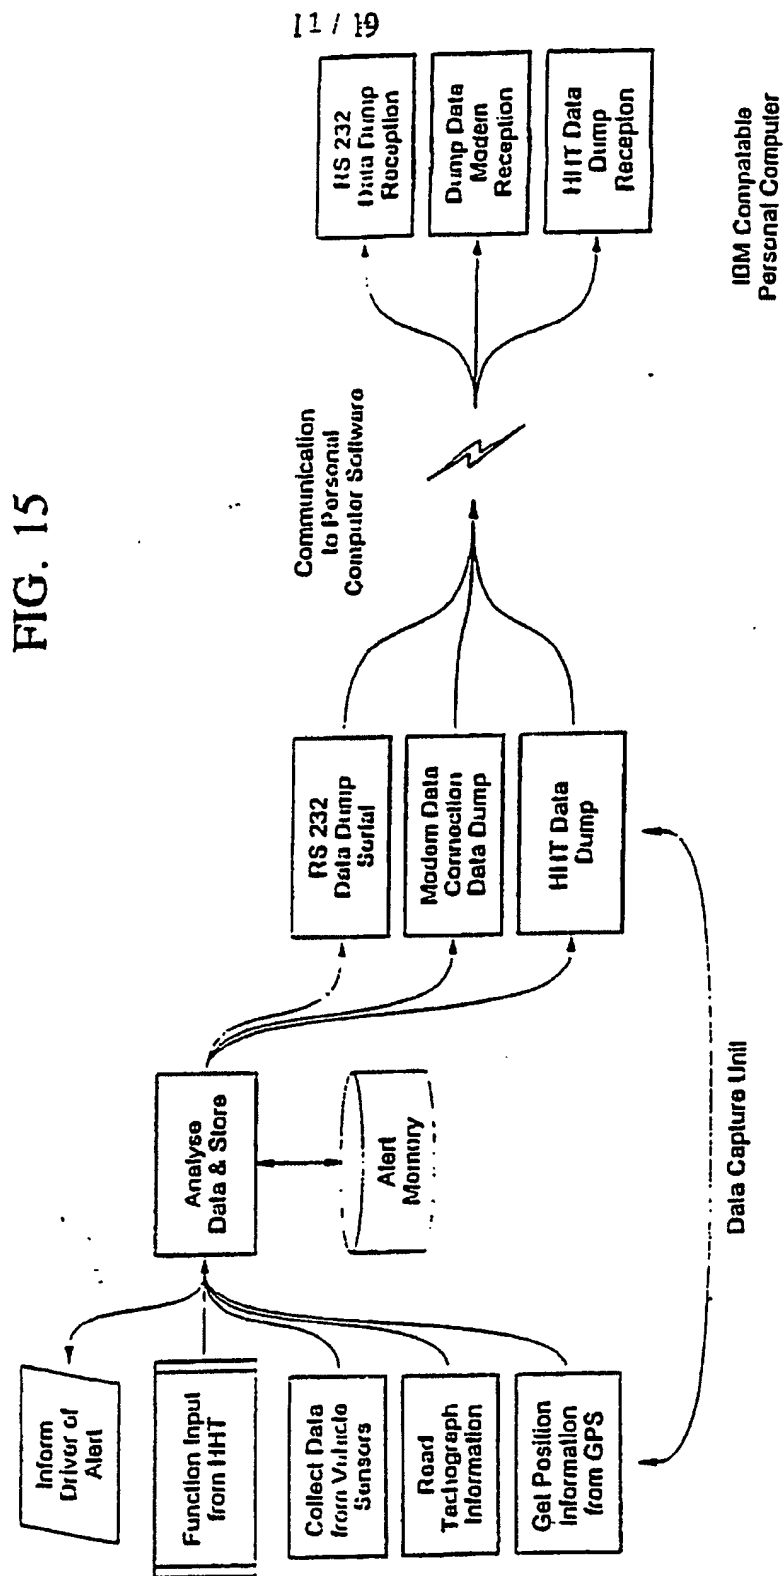 11 / 19
FIG. 15
Inform
Driver of
Alert
Function Input
from HHT
Collect Data
from Vehicle
Sensors
Road
Tachograph
Information
Get Position
Information
from GPS
Analyse
Data & Store
Alert
Memory
RS 232
Data Dump
Serial
Modem Data
Connection
Data Dump
HHT Data
Dump
Data Capture Unit
Communication
to Personal
Computer Software
RS 232
Data Dump
Reception
Dump Data
Modem
Reception
HHT Data
Dump
Recepton
IBM Compatable
Personal Computer